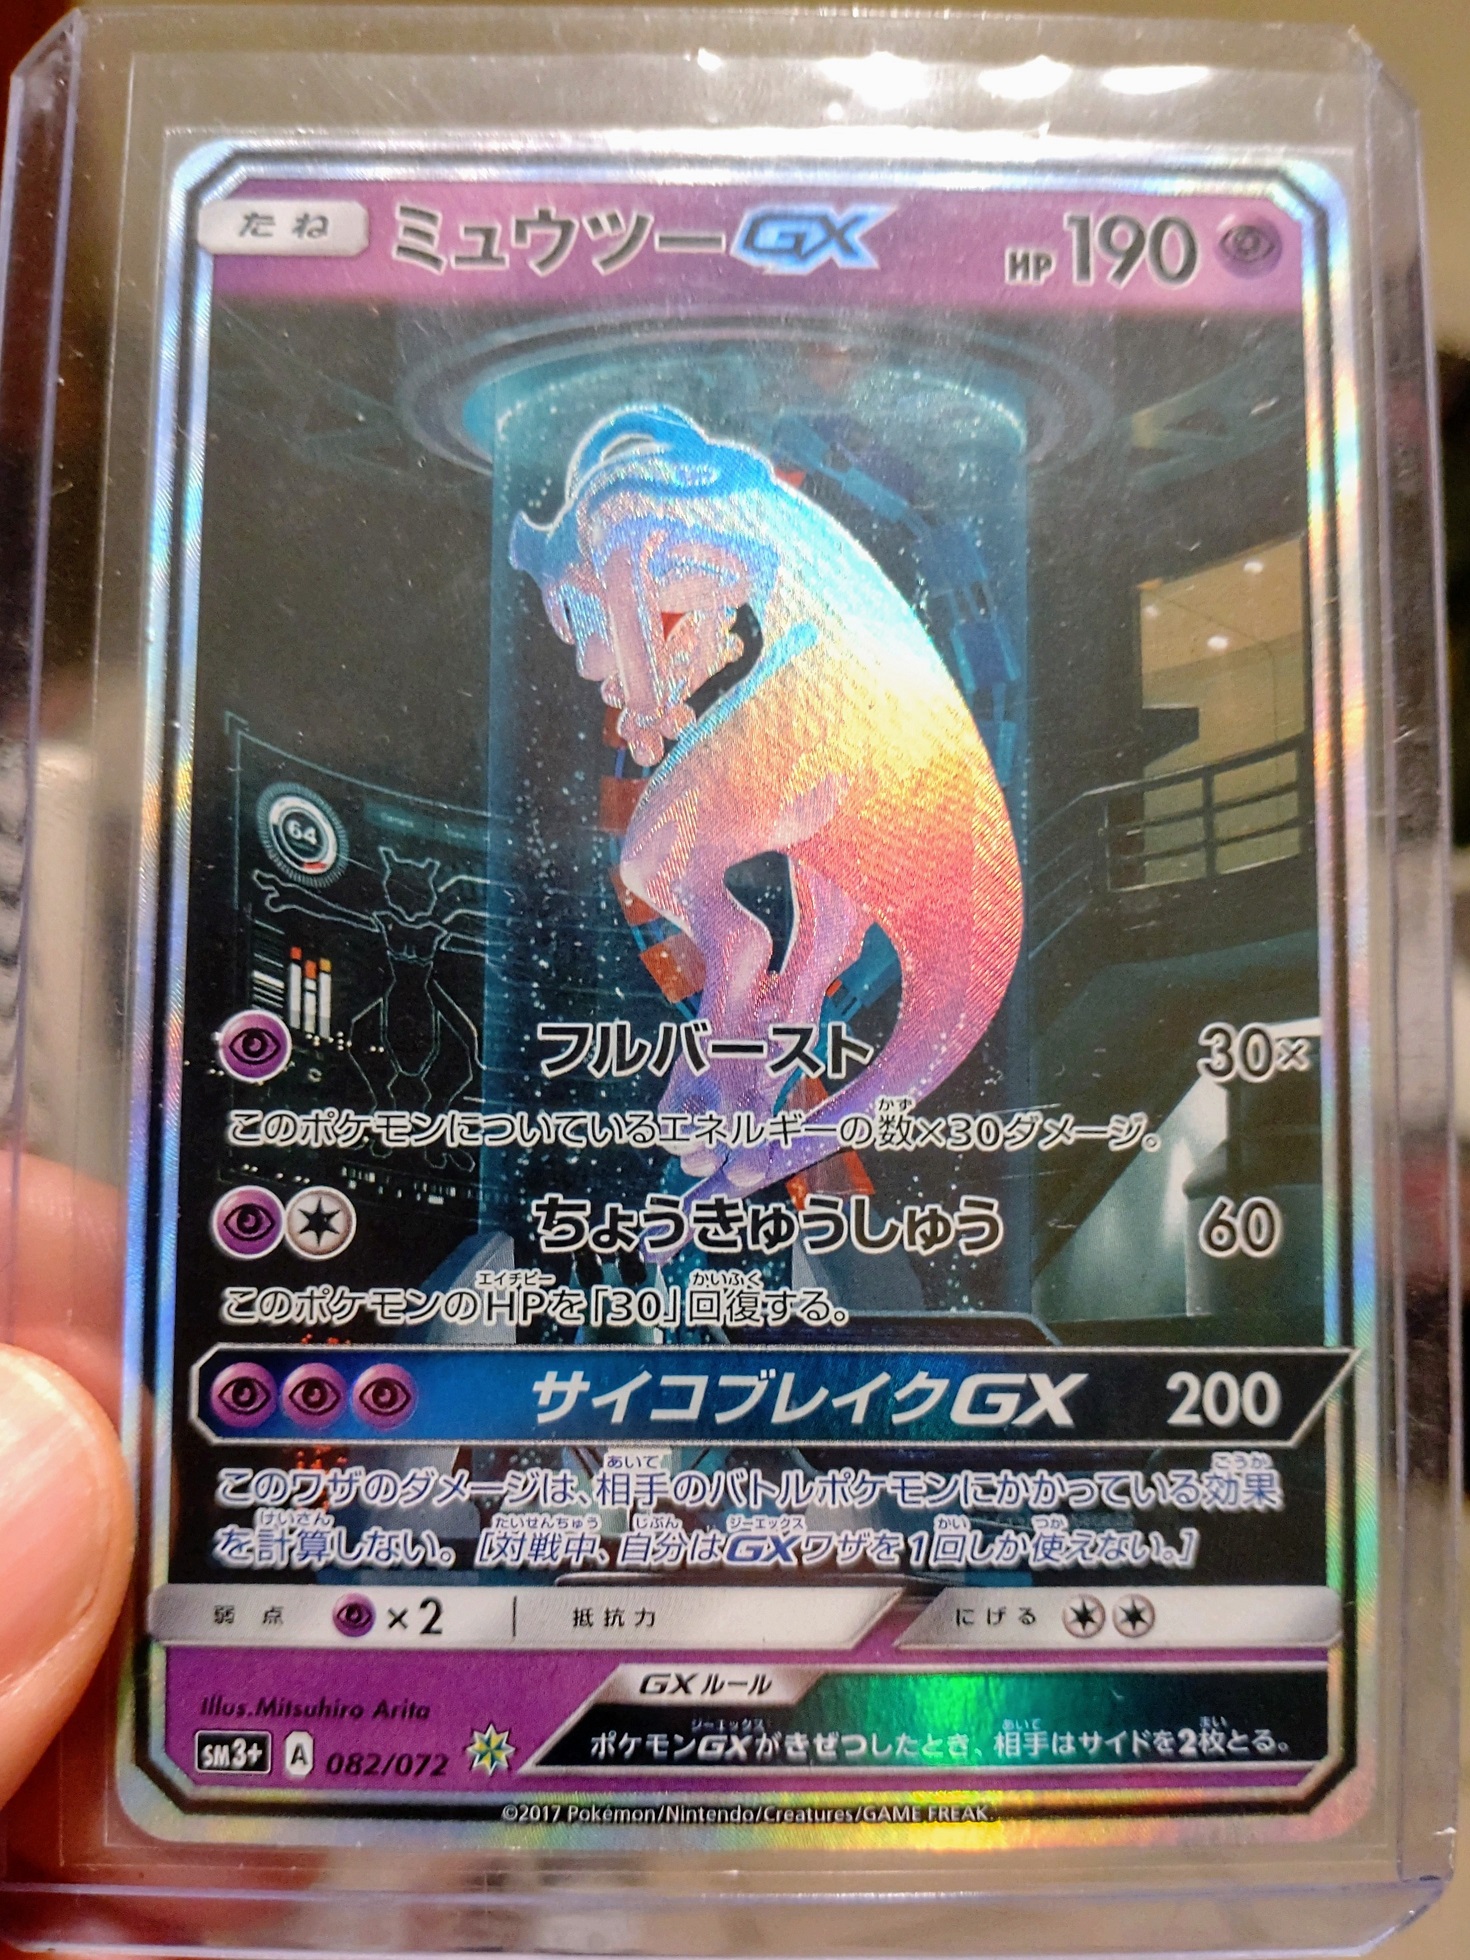 たね ミュウツーGX HP190
64
フルバースト 30×
このポケモンについているエネルギーの数×30ダメージ。
ちょうきゅうしゅう 60
このポケモンのHPを「30」回復する。
サイコブレイクGX 200
このワザのダメージは、相手のバトルポケモンにかかっている効果
を計算しない。[対戦中、自分はGXワザを1回しか使えない。]
弱点 ×2 抵抗力 にげる
GXルール
Illus.Mitsuhiro Arita
ポケモンGXがきぜつしたとき、相手はサイドを2枚とる。
SM3+ A 082/072
©2017 Pokémon/Nintendo/Creatures/GAME FREAK.